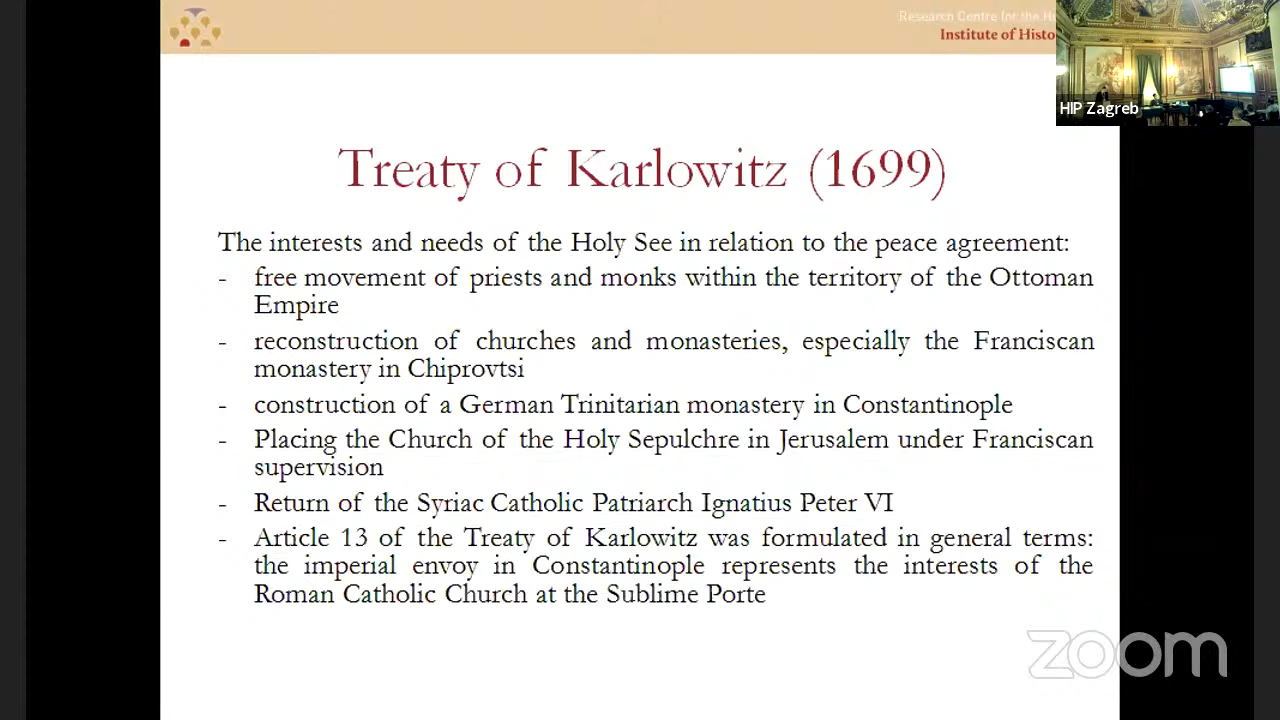 Research Centre for the H
Institute of Histo
HIP Zagreb
Treaty of Karlowitz (1699)
The interests and needs of the Holy See in relation to the peace agreement:
- free movement of priests and monks within the territory of the Ottoman
Empire
- reconstruction of churches and monasteries, especially the Franciscan
monastery in Chiprovtsi
- construction of a German Trinitarian monastery in Constantinople
- Placing the Church of the Holy Sepulchre in Jerusalem under Franciscan
supervision
- Return of the Syriac Catholic Patriarch Ignatius Peter VI
- Article 13 of the Treaty of Karlowitz was formulated in general terms:
the imperial envoy in Constantinople represents the interests of the
Roman Catholic Church at the Sublime Porte
zoom